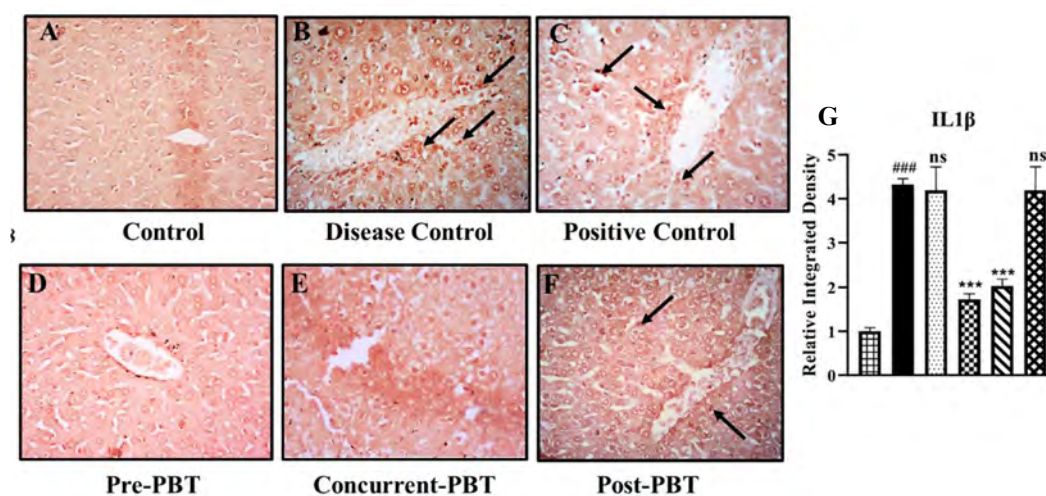 A
B
C
Control
Disease Control
Positive Control
D
E
F
Pre-PBT
Concurrent-PBT
Post-PBT
G
IL1β
Relative Integrated Density
5
4
3
2
1
0
###
ns
***
***
ns